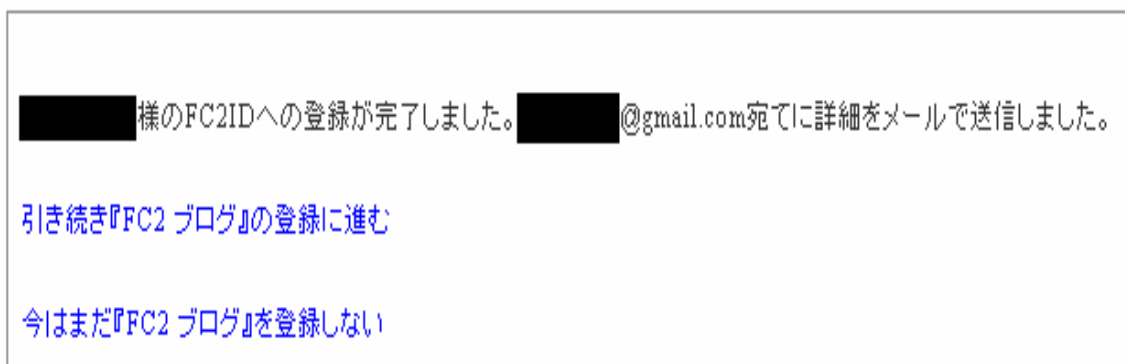 様のFC2IDへの登録が完了しました。@gmail.com宛てに詳細をメールで送信しました。
引き続き『FC2 ブログ』の登録に進む
今はまだ『FC2 ブログ』を登録しない